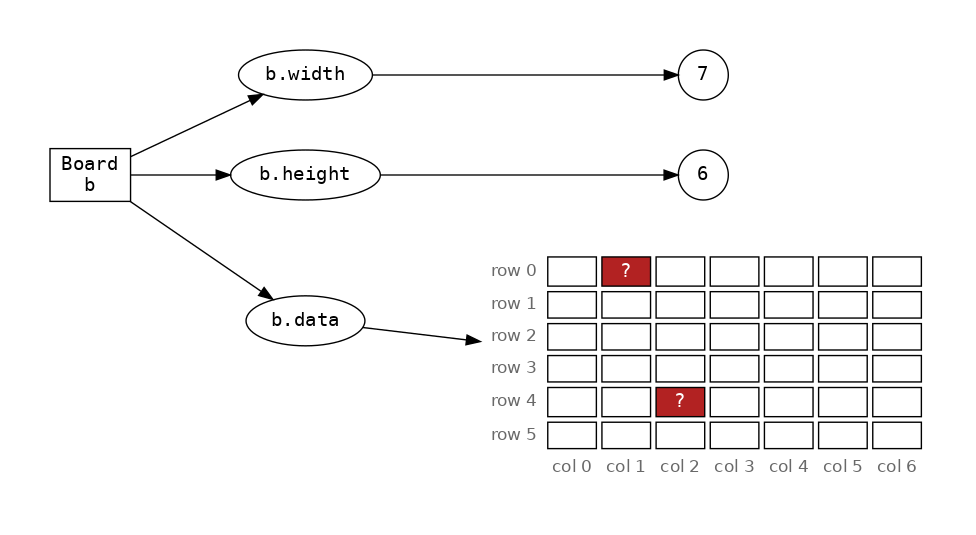 b.width
7
Board
b
b.height
6
b.data
row 0 ?
row 1
row 2
row 3
row 4 ?
row 5
col 0 col 1 col 2 col 3 col 4 col 5 col 6